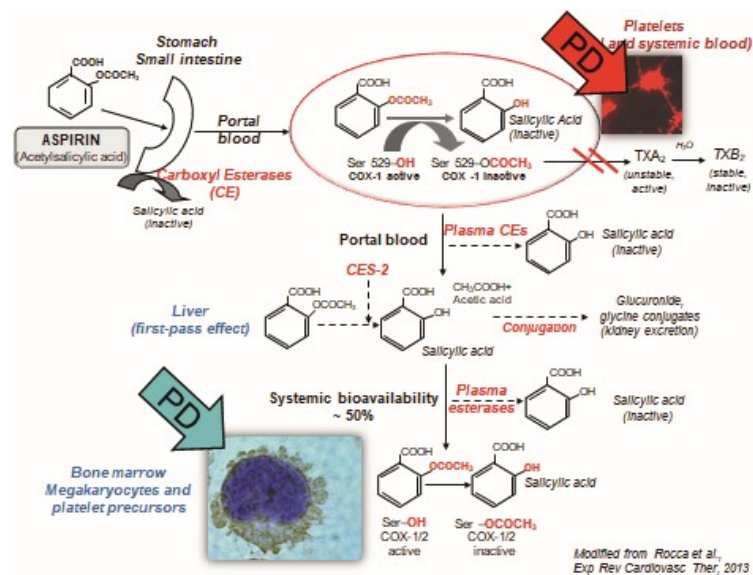 Stomach
Small intestine
COOH
OCOCH₃
ASPIRIN
(Acetylsalicylic acid)
Portal
blood
Carboxyl Esterases
(CE)
Salicylic acid
(Inactive)
COOH
OCOCH₃
COOH
OH
Salicylic Acid
(Inactive)
Ser 529–OH
COX-1 active
Ser 529–OCOCH₃
COX -1 Inactive
PD
Platelets
and systemic blood)
TXA₂
(unstable,
active)
H₂O
TXB₂
(stable,
inactive)
Portal blood
Plasma CEs
COOH
OH
Salicylic acid
(Inactive)
CES-2
Liver
(first-pass effect)
COOH
OCOCH₃
COOH
OH
Salicylic acid
CH₃COOH+
Acetic acid
Conjugation
Glucuronide,
glycine conjugates
(kidney excretion)
Systemic bioavailability
~ 50%
Plasma
esterases
COOH
OH
Salicylic acid
(Inactive)
PD
Bone marrow
Megakaryocytes and
platelet precursors
COOH
OCOCH₃
COOH
OH
Salicylic acid
Ser–OH
COX-1/2
active
Ser –OCOCH₃
COX-1/2
inactive
Modified from Rocca et al.,
Exp Rev Cardiovasc Ther, 2013